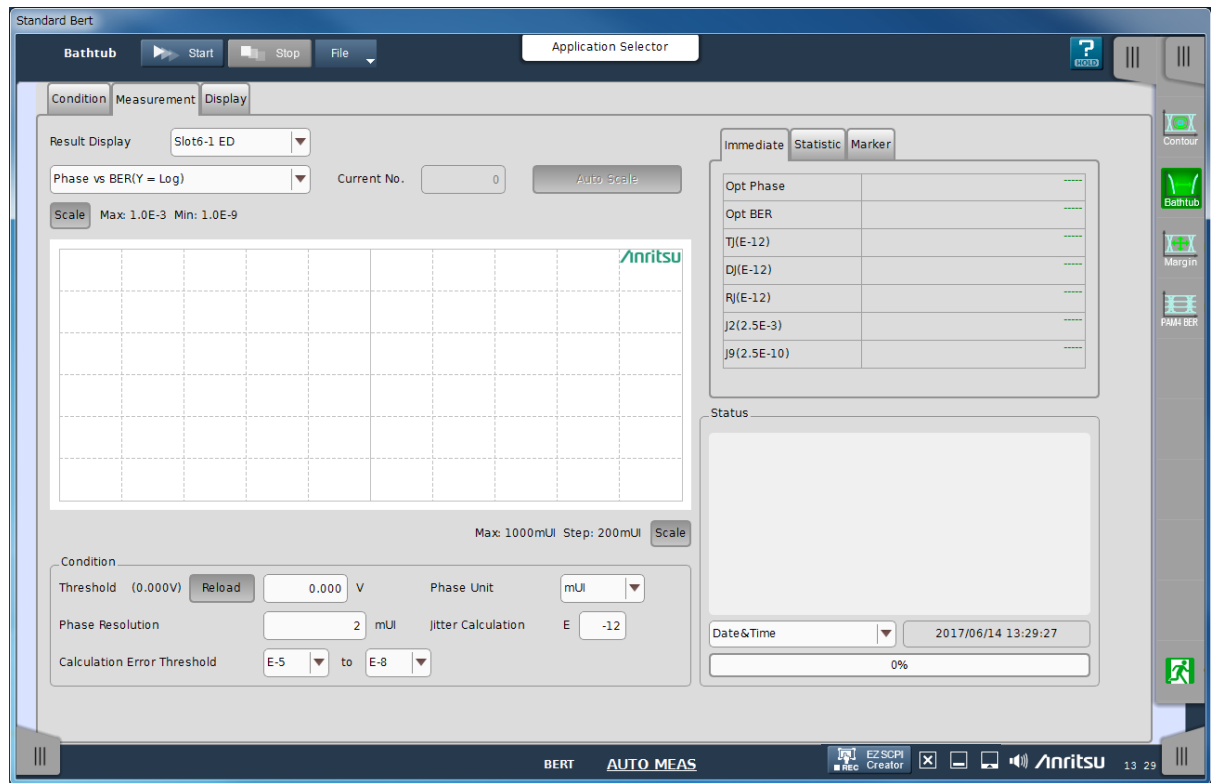 Standard Bert
Bathtub Start Stop File Application Selector ? HOLD
Condition Measurement Display
Result Display Slot6-1 ED
Phase vs BER(Y = Log) Current No. 0 Auto Scale
Scale Max: 1.0E-3 Min: 1.0E-9
Anritsu
Max: 1000mUI Step: 200mUI Scale
Condition
Threshold (0.000V) Reload 0.000 V Phase Unit mUI
Phase Resolution 2 mUI Jitter Calculation E -12
Calculation Error Threshold E-5 to E-8
Immediate Statistic Marker
Opt Phase -----
Opt BER -----
TJ(E-12) -----
DJ(E-12) -----
RJ(E-12) -----
J2(2.5E-3) -----
J9(2.5E-10) -----
Status
Date&Time 2017/06/14 13:29:27
0%
Contour
Bathtub
Margin
PAM4 BER
BERT AUTO MEAS REC EZSCPI Creator Anritsu 13 29